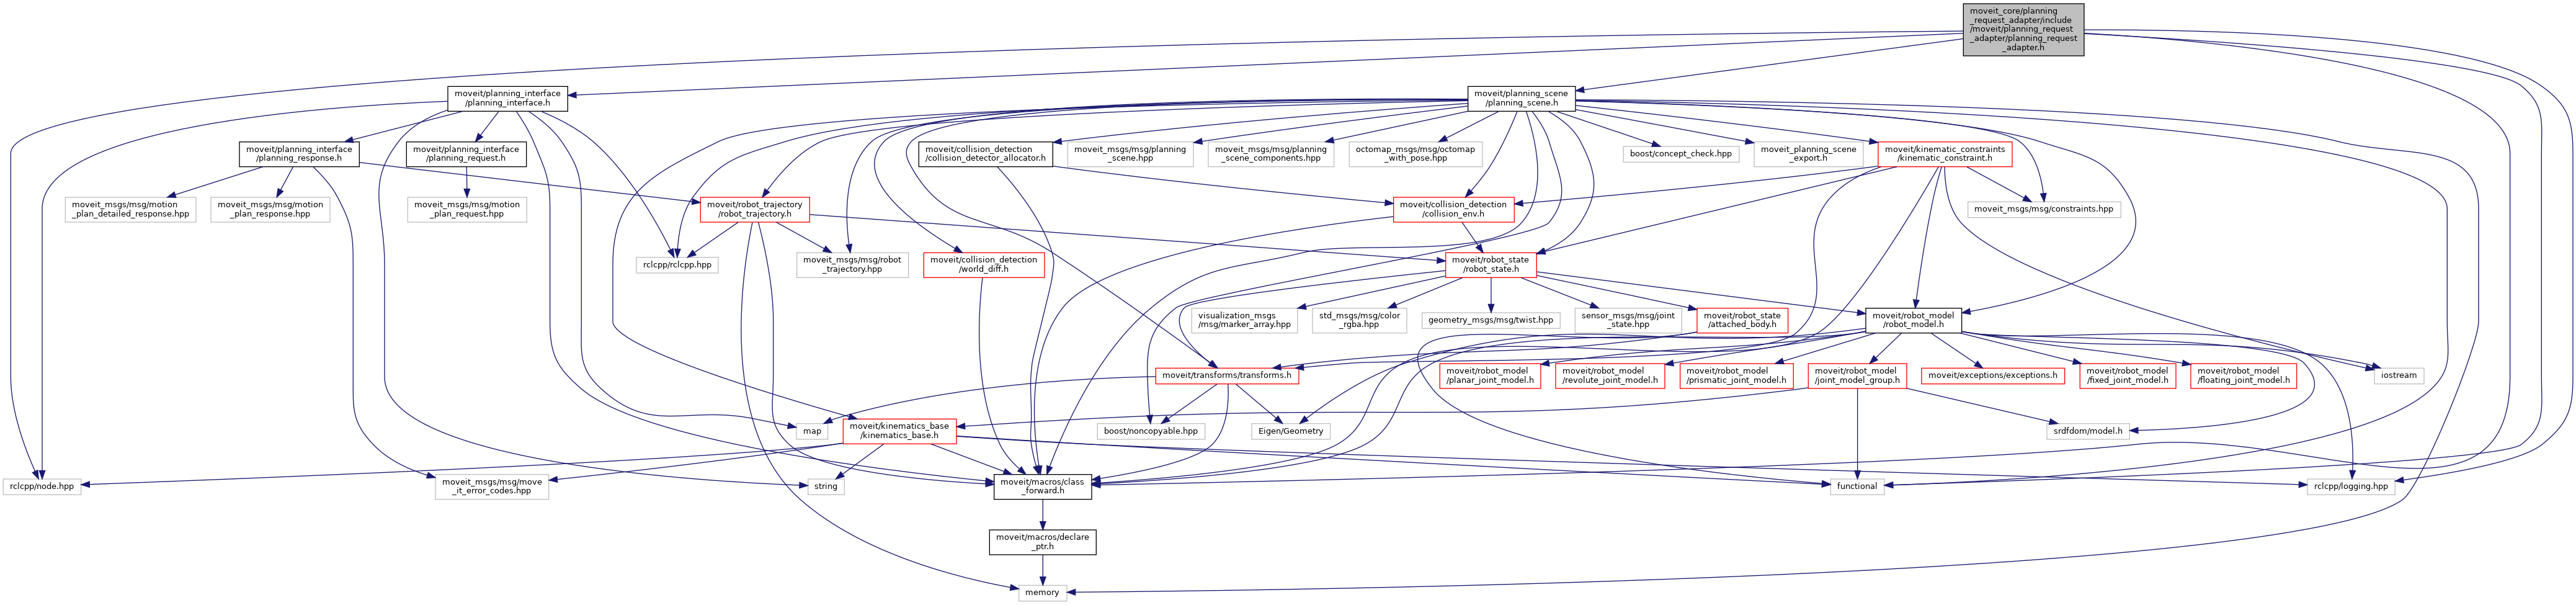 moveit_core/planning
_request_adapter/include
/moveit/planning_request
_adapter/planning_request
_adapter.h
moveit/planning_interface
/planning_interface.h
moveit/planning_scene
/planning_scene.h
moveit/planning_interface
/planning_response.h
moveit/planning_interface
/planning_request.h
moveit/collision_detection
/collision_detector_allocator.h
moveit_msgs/msg/planning
_scene.hpp
moveit_msgs/msg/planning
_scene_components.hpp
octomap_msgs/msg/octomap
_with_pose.hpp
boost/concept_check.hpp
moveit_planning_scene
_export.h
moveit/kinematic_constraints
/kinematic_constraint.h
moveit_msgs/msg/motion
_plan_detailed_response.hpp
moveit_msgs/msg/motion
_plan_response.hpp
moveit_msgs/msg/motion
_plan_request.hpp
moveit/robot_trajectory
/robot_trajectory.h
moveit/collision_detection
/collision_env.h
moveit_msgs/msg/constraints.hpp
rclcpp/rclcpp.hpp
moveit_msgs/msg/robot
_trajectory.hpp
moveit/collision_detection
/world_diff.h
moveit/robot_state
/robot_state.h
visualization_msgs
/msg/marker_array.hpp
std_msgs/msg/color
_rgba.hpp
geometry_msgs/msg/twist.hpp
sensor_msgs/msg/joint
_state.hpp
moveit/robot_state
/attached_body.h
moveit/robot_model
/robot_model.h
moveit/transforms/transforms.h
moveit/robot_model
/planar_joint_model.h
moveit/robot_model
/revolute_joint_model.h
moveit/robot_model
/prismatic_joint_model.h
moveit/robot_model
/joint_model_group.h
moveit/exceptions/exceptions.h
moveit/robot_model
/fixed_joint_model.h
moveit/robot_model
/floating_joint_model.h
iostream
map
moveit/kinematics_base
/kinematics_base.h
boost/noncopyable.hpp
Eigen/Geometry
srdfdom/model.h
rclcpp/node.hpp
moveit_msgs/msg/move
_it_error_codes.hpp
string
moveit/macros/class
_forward.h
functional
rclcpp/logging.hpp
moveit/macros/declare
_ptr.h
memory